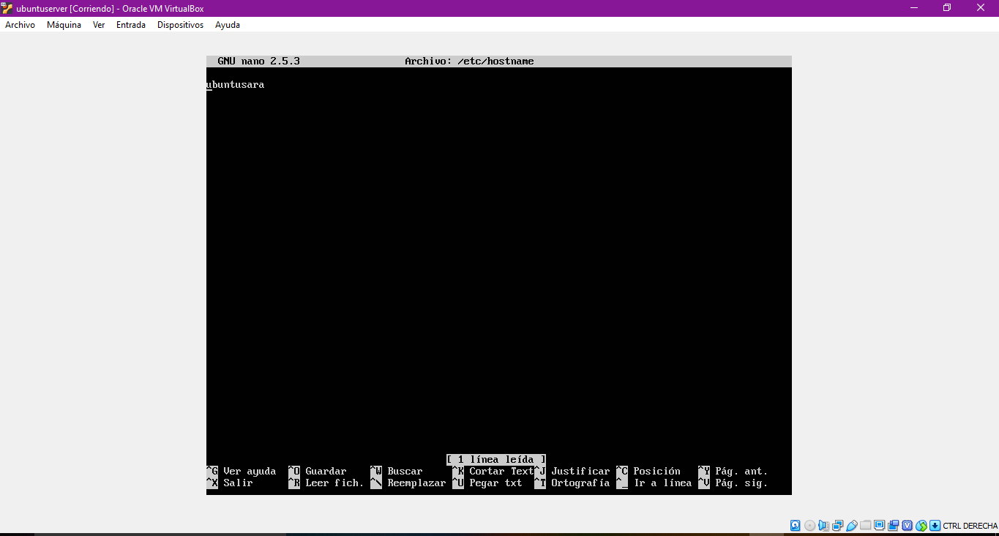 ubuntuserver [Corriendo] - Oracle VM VirtualBox
Archivo Máquina Ver Entrada Dispositivos Ayuda
GNU nano 2.5.3 Archivo: /etc/hostname
ubuntusara
[ 1 línea leída ]
^G Ver ayuda ^O Guardar ^W Buscar ^K Cortar Text ^J Justificar ^C Posición ^Y Pág. ant.
^X Salir ^R Leer fich. ^\ Reemplazar ^U Pegar txt ^T Ortografía ^_ Ir a línea ^V Pág. sig.
CTRL DERECHA